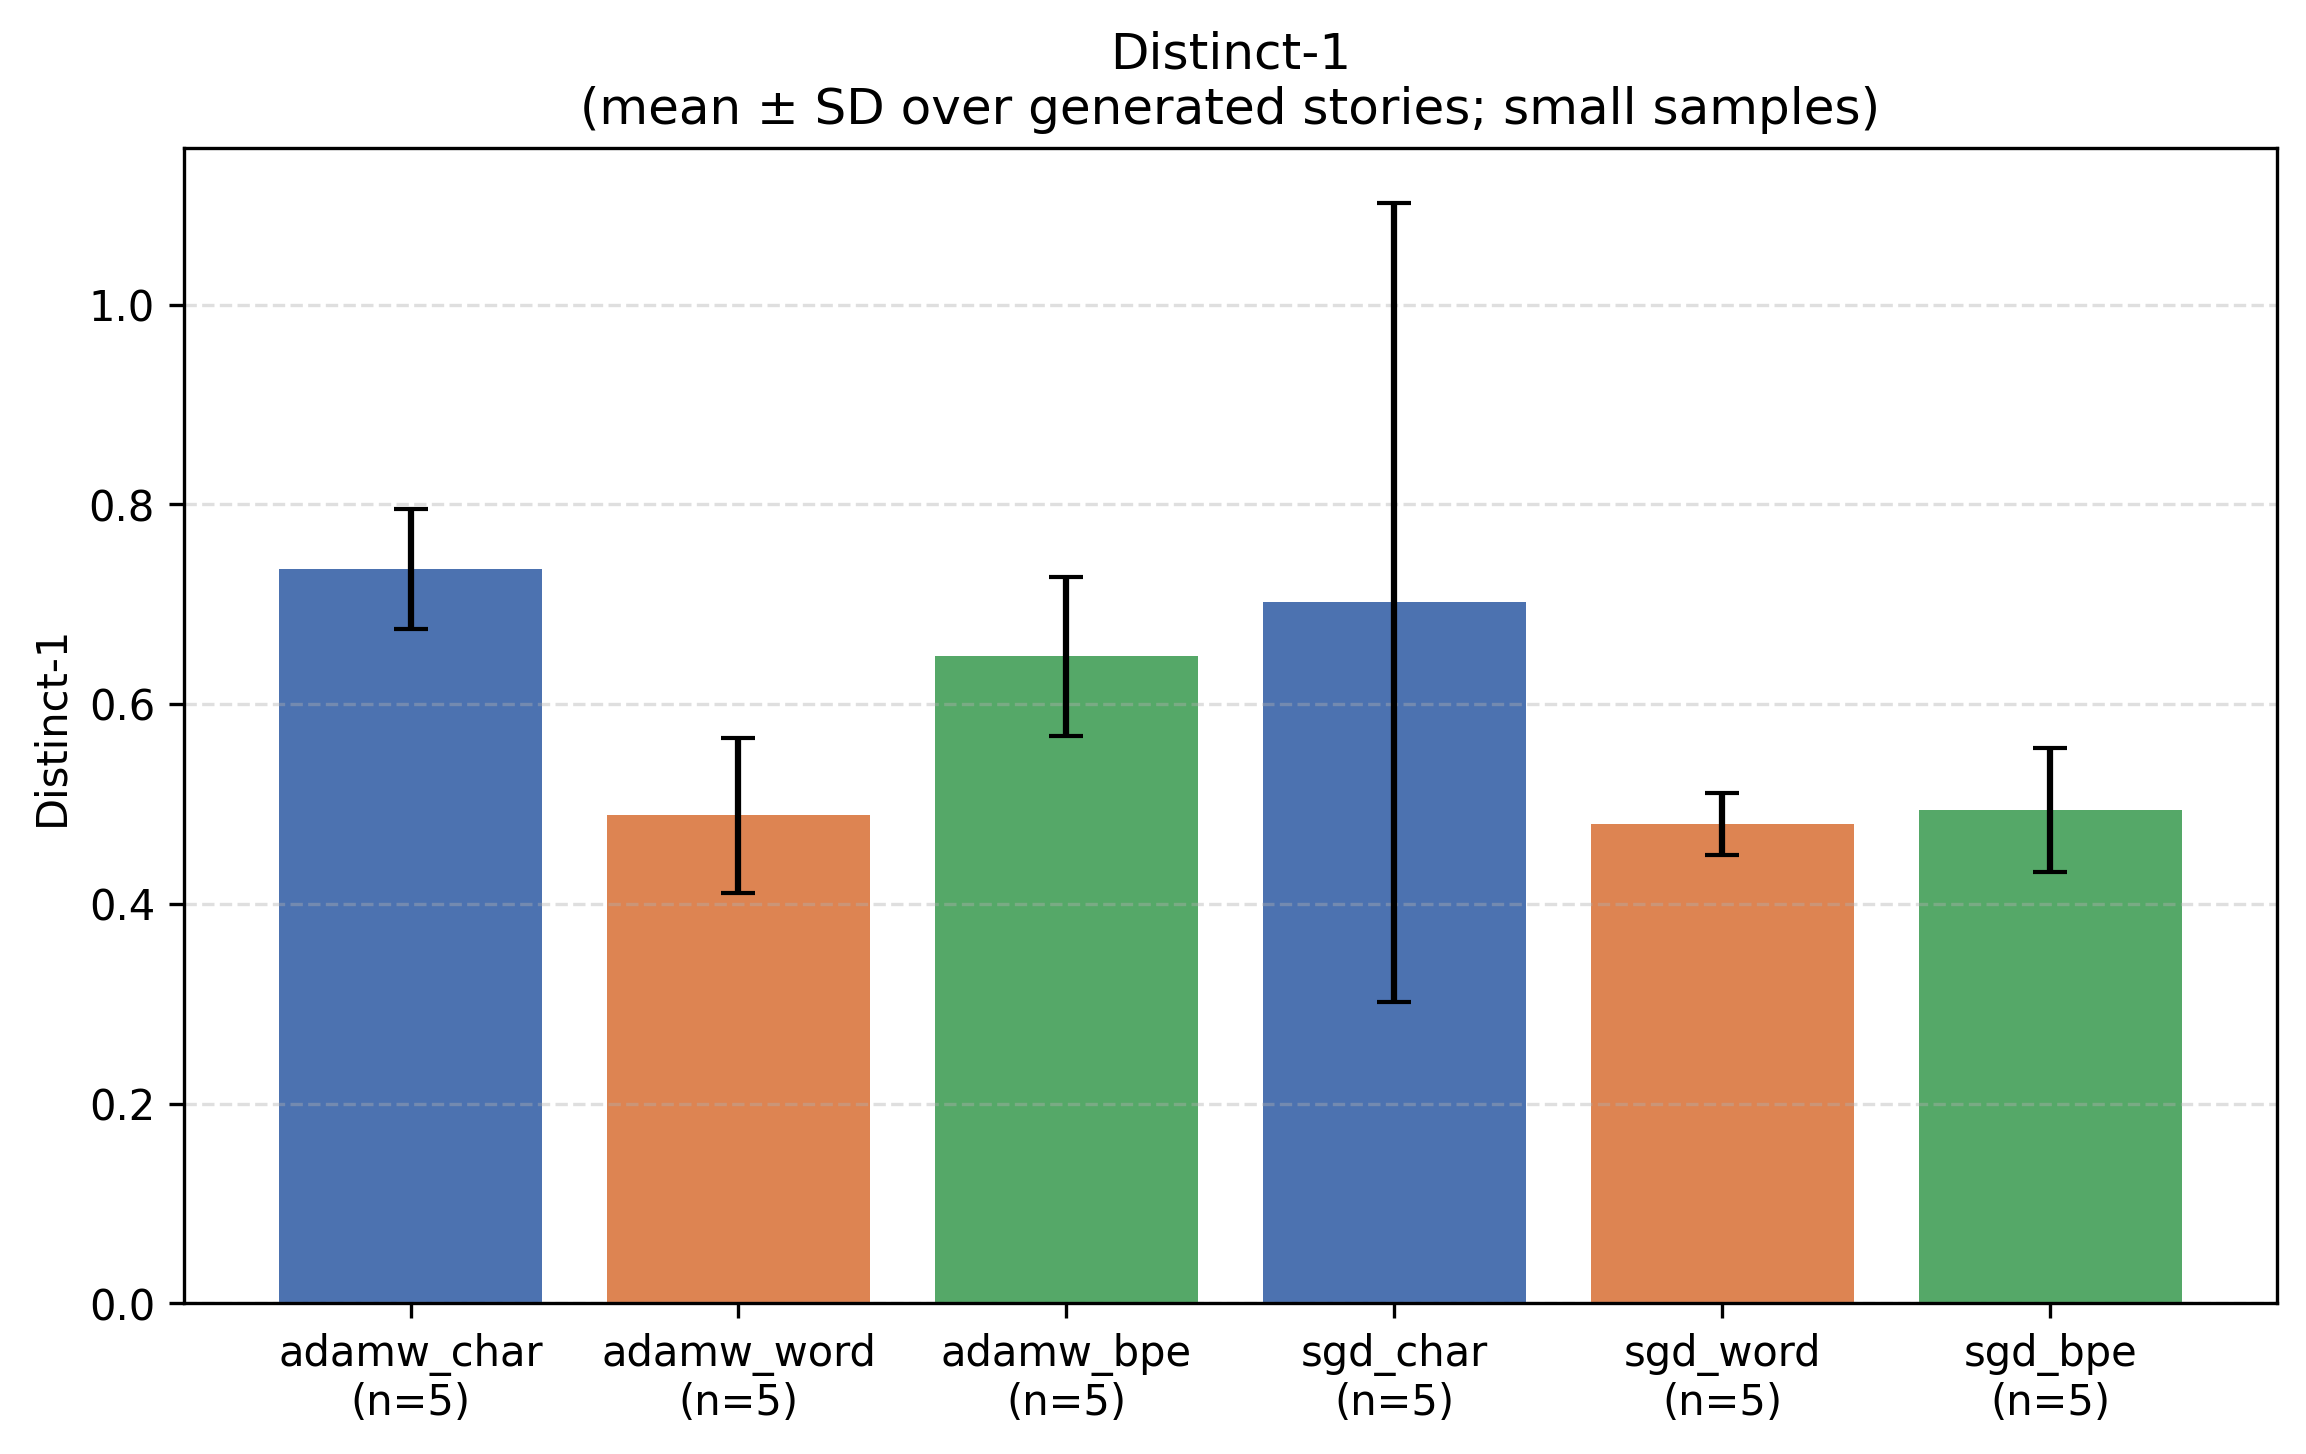 Distinct-1
(mean ± SD over generated stories; small samples)
Distinct-1
1.0
0.8
0.6
0.4
0.2
0.0
adamw_char adamw_word adamw_bpe sgd_char sgd_word sgd_bpe
(n=5) (n=5) (n=5) (n=5) (n=5) (n=5)